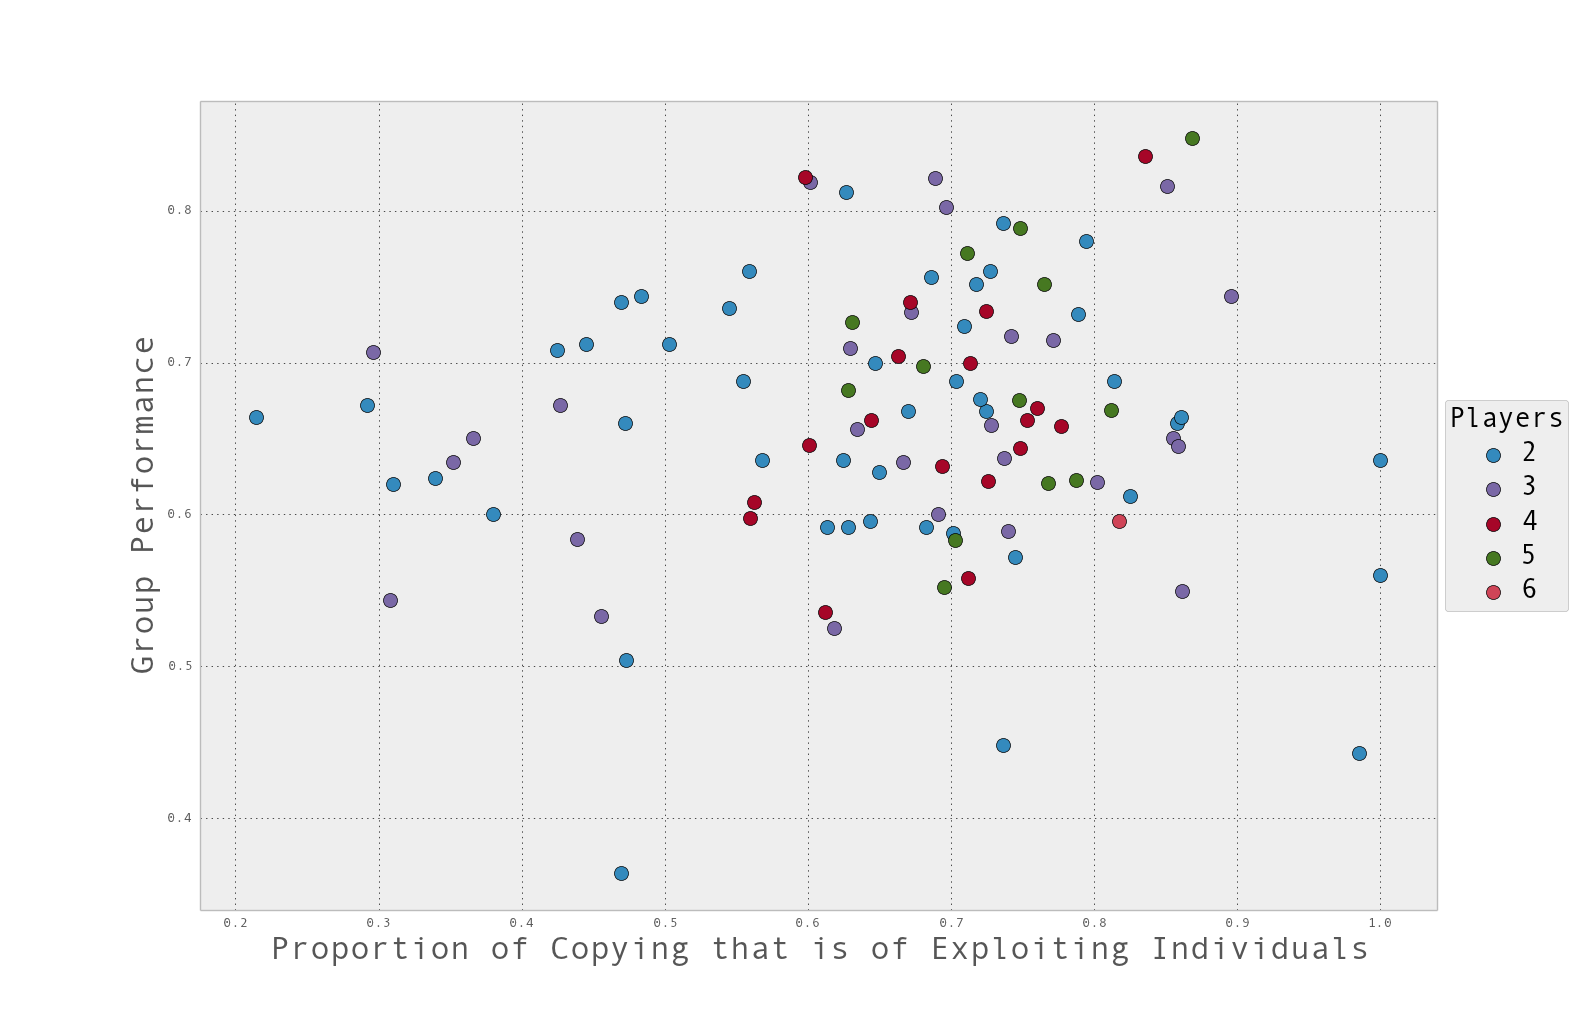 0.8
0.7
0.6
0.5
0.4
Group Performance
0.2 0.3 0.4 0.5 0.6 0.7 0.8 0.9 1.0
Proportion of Copying that is of Exploiting Individuals
Players
2
3
4
5
6